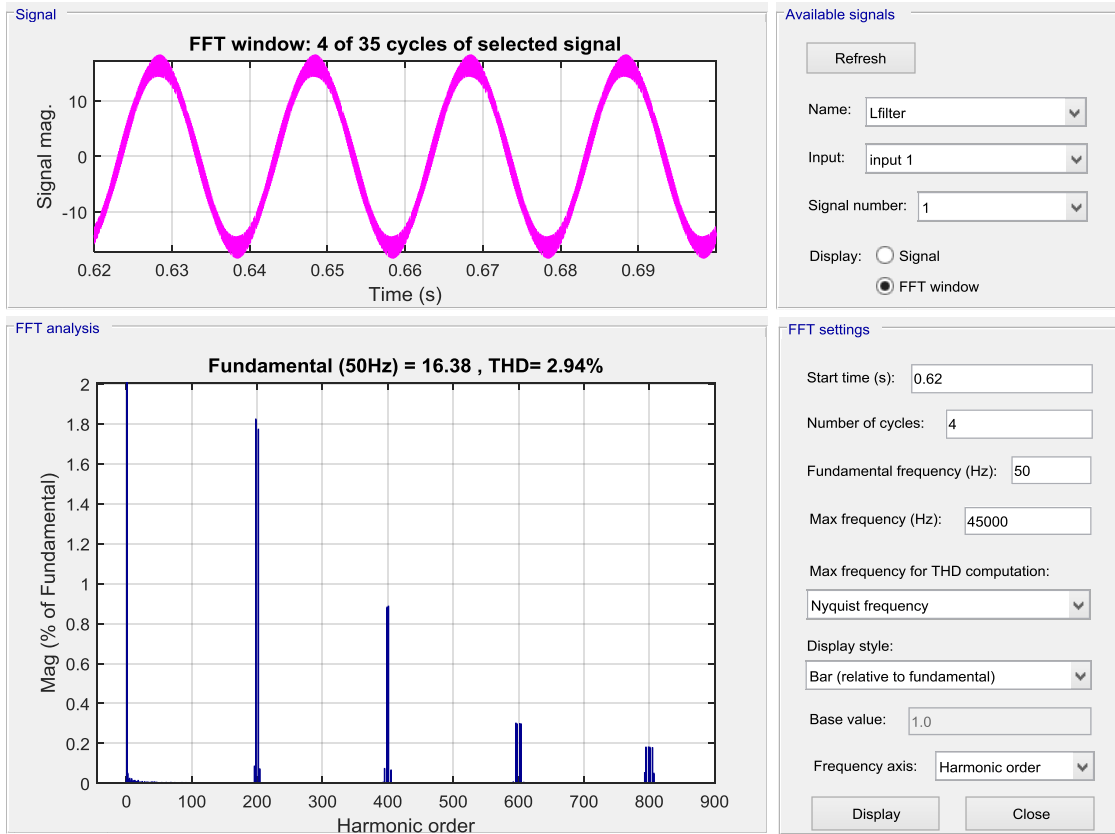 Signal
FFT window: 4 of 35 cycles of selected signal
Signal mag.
10
0
-10
0.62 0.63 0.64 0.65 0.66 0.67 0.68 0.69
Time (s)
Available signals
Refresh
Name: Lfilter
Input: input 1
Signal number: 1
Display: Signal
FFT window
FFT analysis
Fundamental (50Hz) = 16.38 , THD= 2.94%
Mag (% of Fundamental)
2
1.8
1.6
1.4
1.2
1
0.8
0.6
0.4
0.2
0
0 100 200 300 400 500 600 700 800 900
Harmonic order
FFT settings
Start time (s): 0.62
Number of cycles: 4
Fundamental frequency (Hz): 50
Max frequency (Hz): 45000
Max frequency for THD computation:
Nyquist frequency
Display style:
Bar (relative to fundamental)
Base value: 1.0
Frequency axis: Harmonic order
Display Close